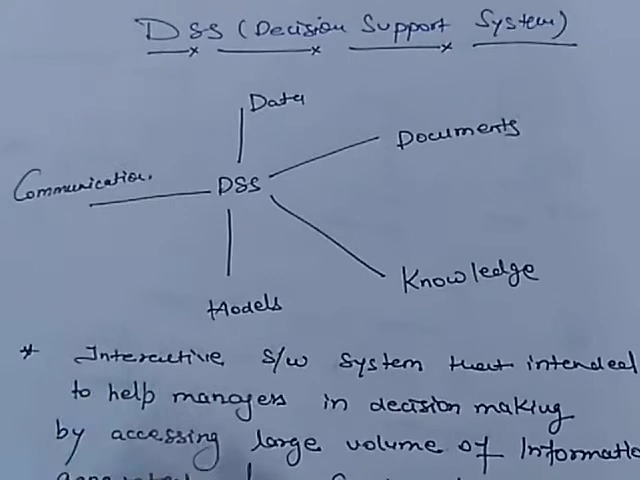 DSS (Decision Support System)
Data
Documents
Communication.
DSS
Knowledge
Models
* Interactive s/w system that intended
to help managers in decision making
by accessing large volume of Informatio